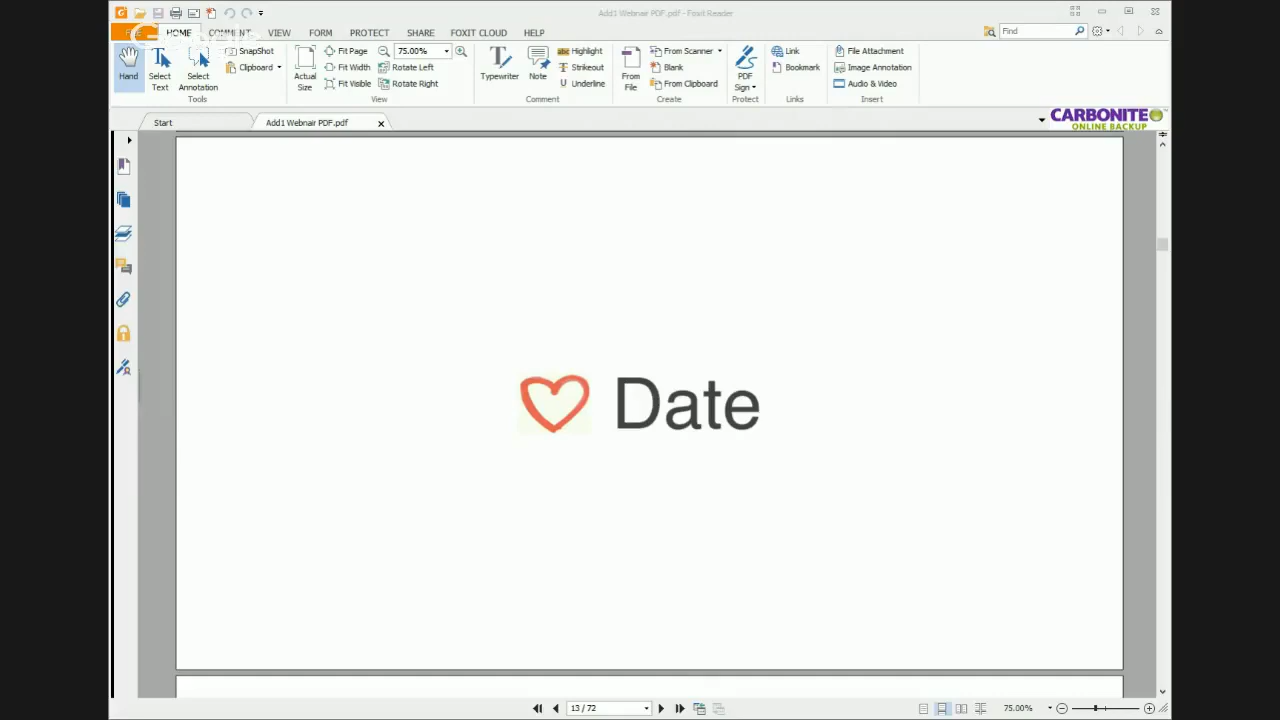 Add1 Webnair PDF.pdf - Foxit Reader
FILE HOME COMMENT VIEW FORM PROTECT SHARE FOXIT CLOUD HELP
Google
Find
Hand
Select Text
Select Annotation
SnapShot
Clipboard
Tools
Actual Size
Fit Page
Fit Width
Fit Visible
75.00%
Rotate Left
Rotate Right
View
Typewriter
Note
Highlight
Strikeout
Underline
Comment
From File
From Scanner
Blank
From Clipboard
Create
PDF Sign
Protect
Link
Bookmark
Links
File Attachment
Image Annotation
Audio & Video
Insert
Start
Add1 Webnair PDF.pdf
CARBONITE
ONLINE BACKUP
Date
13 / 72
75.00%